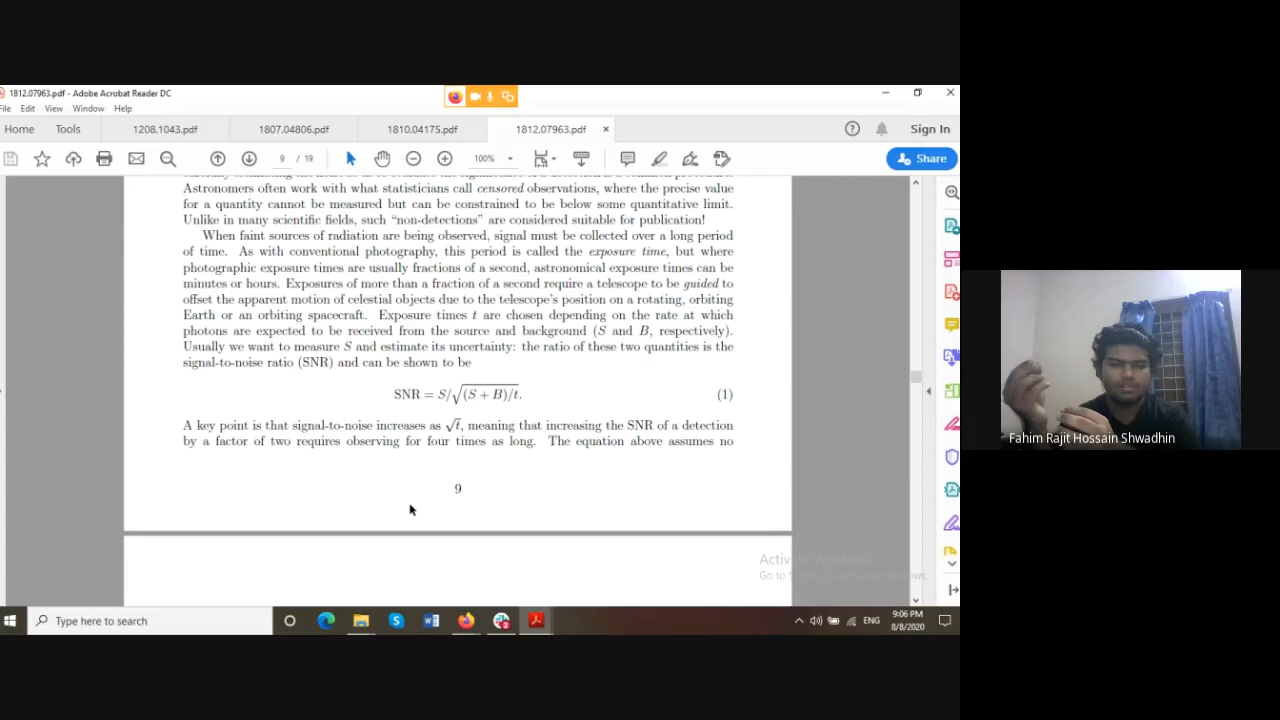 1812.07963.pdf - Adobe Acrobat Reader DC
File Edit View Window Help
Home Tools 1208.1043.pdf 1807.04806.pdf 1810.04175.pdf 1812.07963.pdf × Sign In
9 / 19 100% Share
Astronomers often work with what statisticians call censored observations, where the precise value
for a quantity cannot be measured but can be constrained to be below some quantitative limit.
Unlike in many scientific fields, such “non-detections” are considered suitable for publication!
When faint sources of radiation are being observed, signal must be collected over a long period
of time. As with conventional photography, this period is called the exposure time, but where
photographic exposure times are usually fractions of a second, astronomical exposure times can be
minutes or hours. Exposures of more than a fraction of a second require a telescope to be guided to
offset the apparent motion of celestial objects due to the telescope’s position on a rotating, orbiting
Earth or an orbiting spacecraft. Exposure times t are chosen depending on the rate at which
photons are expected to be received from the source and background (S and B, respectively).
Usually we want to measure S and estimate its uncertainty: the ratio of these two quantities is the
signal-to-noise ratio (SNR) and can be shown to be
SNR = S/√(S + B)/t. (1)
A key point is that signal-to-noise increases as √t, meaning that increasing the SNR of a detection
by a factor of two requires observing for four times as long. The equation above assumes no
9
Activate Windows
Fahim Rajit Hossain Shwadhin
Type here to search
ENG
9:06 PM
8/8/2020